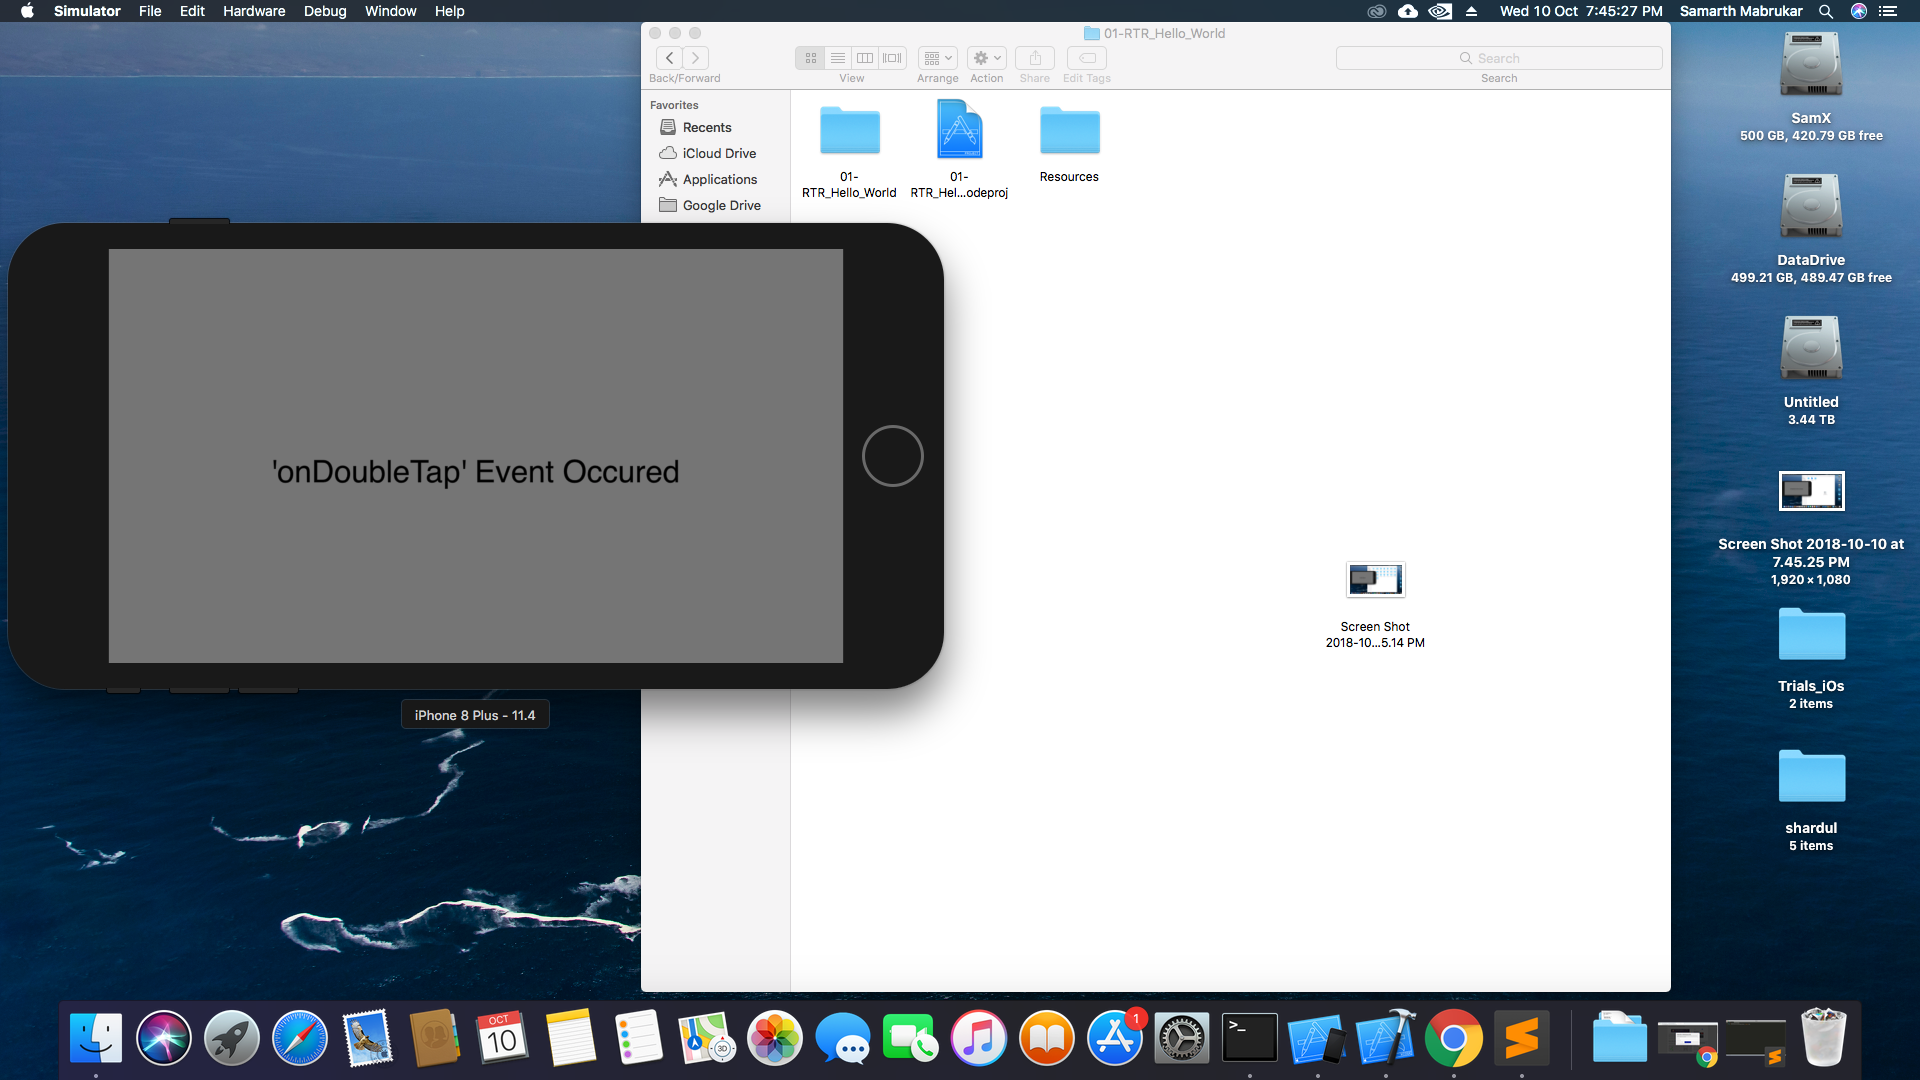 Simulator File Edit Hardware Debug Window Help
Wed 10 Oct 7:45:27 PM Samarth Mabrukar
01-RTR_Hello_World
Back/Forward
View
Arrange
Action
Share
Edit Tags
Search
Search
Favorites
Recents
iCloud Drive
Applications
Google Drive
01-
RTR_Hello_World
01-
RTR_Hel...odeproj
Resources
Screen Shot
2018-10...5.14 PM
'onDoubleTap' Event Occured
iPhone 8 Plus - 11.4
SamX
500 GB, 420.79 GB free
DataDrive
499.21 GB, 489.47 GB free
Untitled
3.44 TB
Screen Shot 2018-10-10 at
7.45.25 PM
1,920 × 1,080
Trials_iOs
2 items
shardul
5 items
OCT
10
3D
1
>_